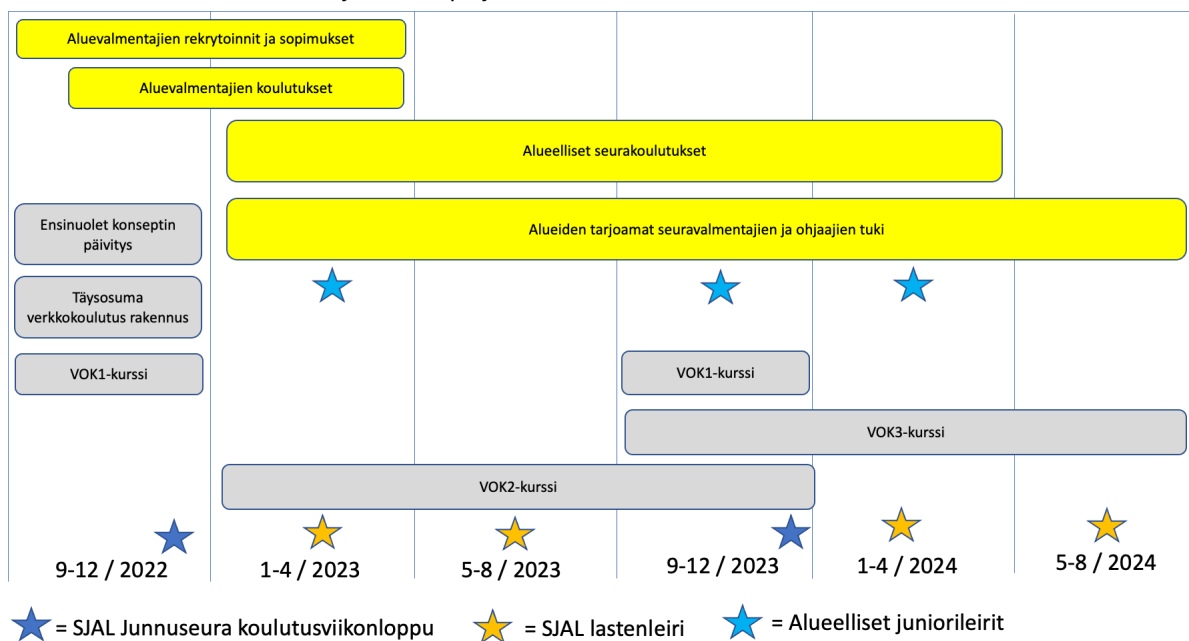 Aluevalmentajien rekrytoinnit ja sopimukset
Aluevalmentajien koulutukset
Alueelliset seurakoulutukset
Ensinuolet konseptin
päivitys
Alueiden tarjoamat seuravalmentajien ja ohjaajien tuki
Täysosuma
verkkokoulutus rakennus
VOK1-kurssi
VOK1-kurssi
VOK3-kurssi
VOK2-kurssi
9-12 / 2022
1-4 / 2023
5-8 / 2023
9-12 / 2023
1-4 / 2024
5-8 / 2024
= SJAL Junnuseura koulutusviikonloppu
= SJAL lastenleiri
= Alueelliset juniorileirit